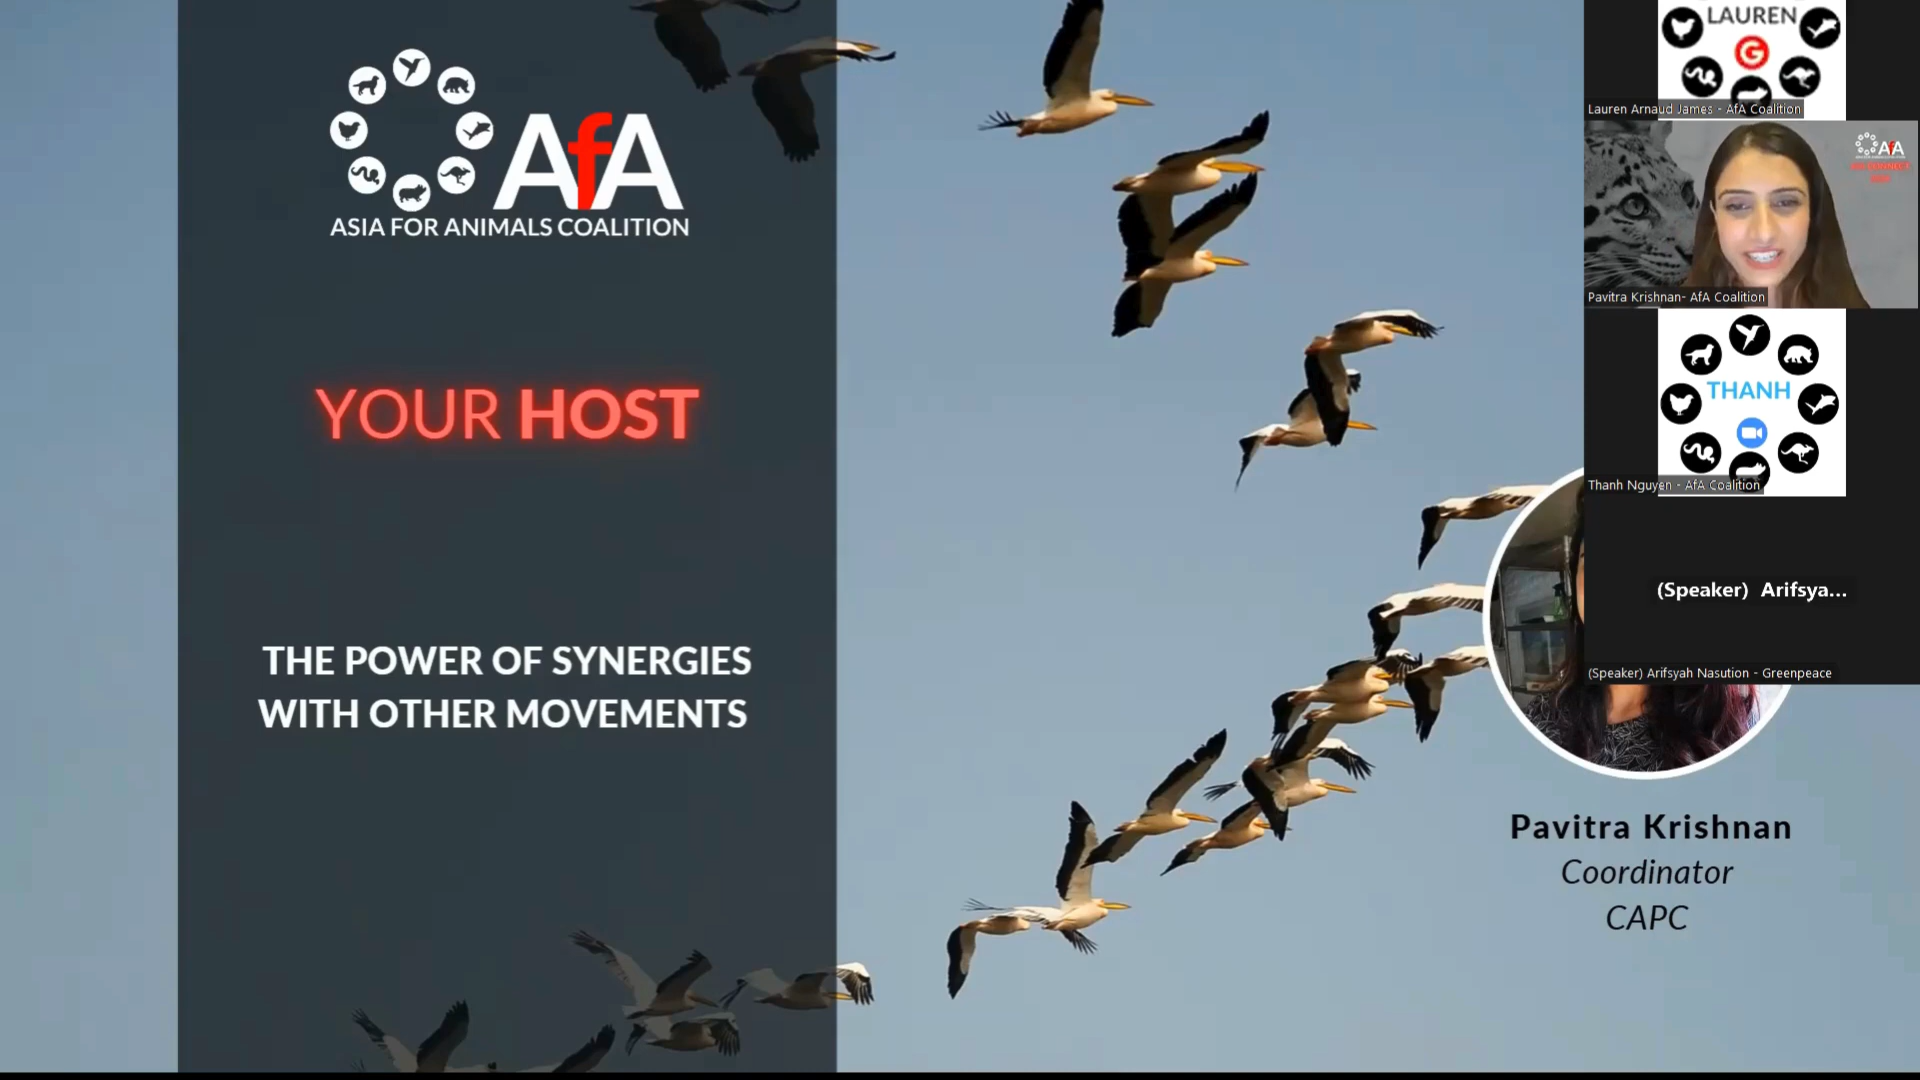 AfA
ASIA FOR ANIMALS COALITION
YOUR HOST
THE POWER OF SYNERGIES
WITH OTHER MOVEMENTS
Pavitra Krishnan
Coordinator
CAPC
LAUREN
G
Lauren Arnaud James - AfA Coalition
AfA
Pavitra Krishnan- AfA Coalition
THANH
Thanh Nguyen - AfA Coalition
(Speaker) Arifsya...
(Speaker) Arifsyah Nasution - Greenpeace